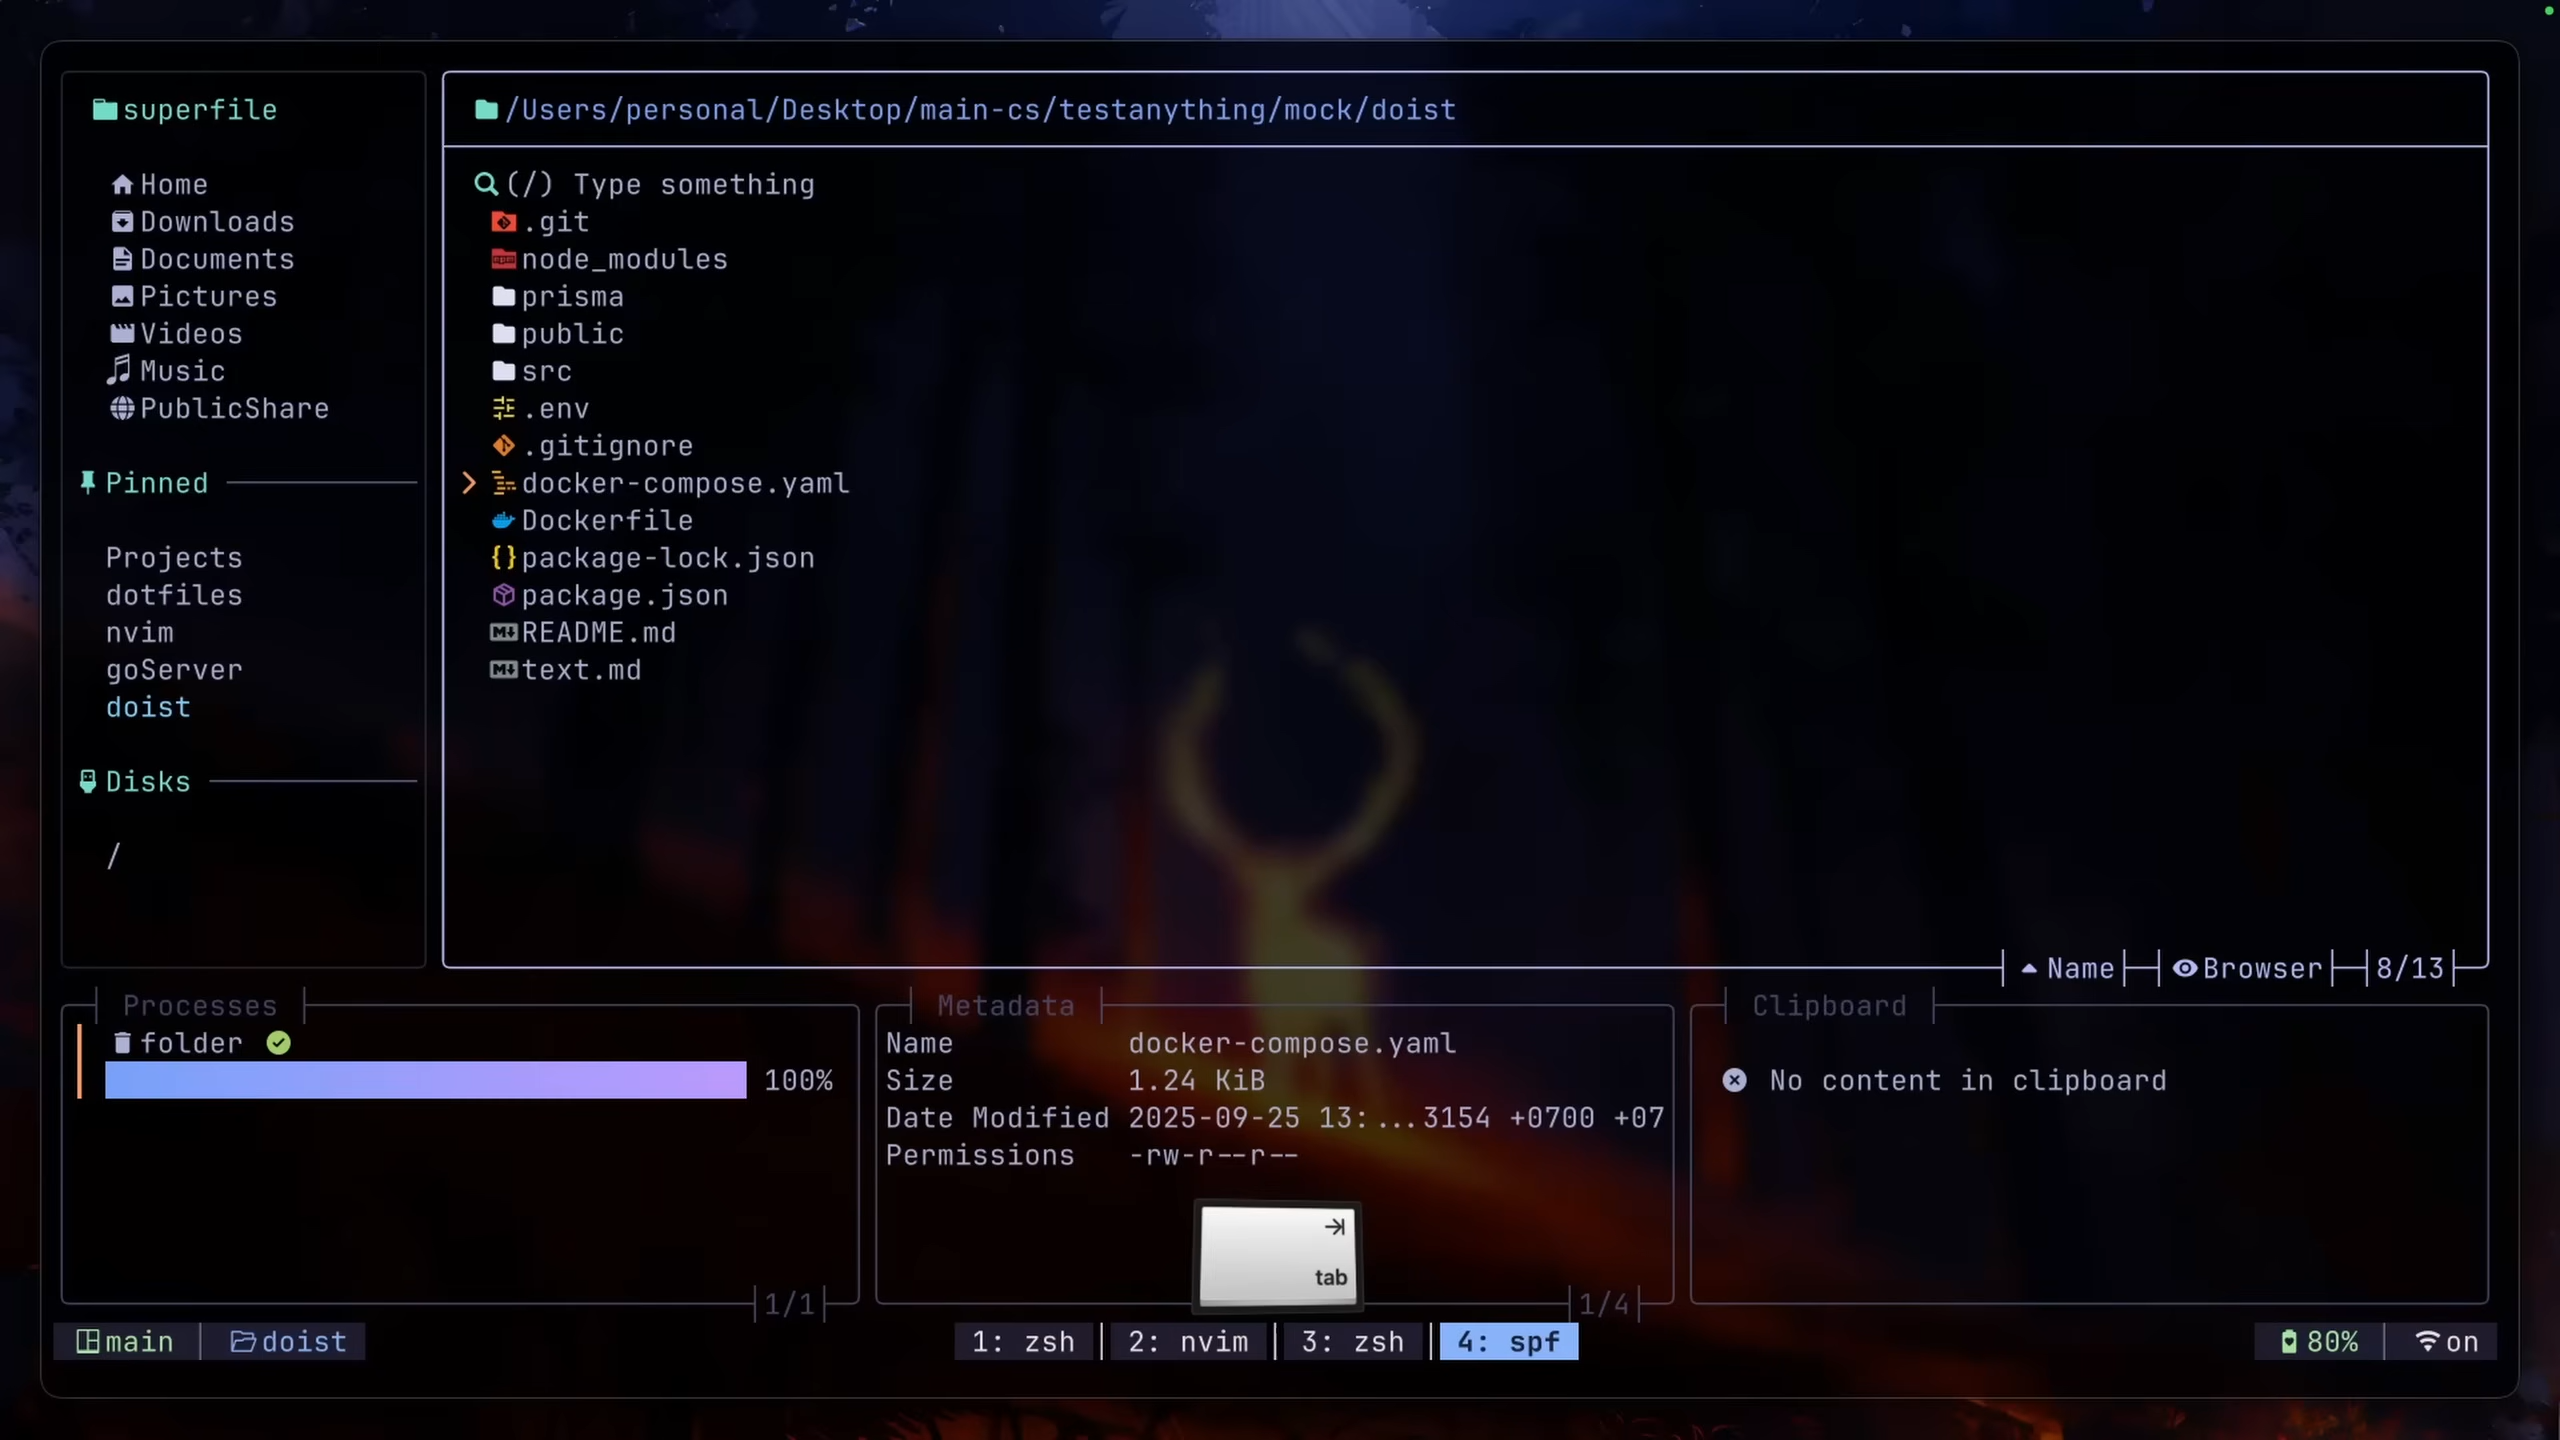 superfile
Home
Downloads
Documents
Pictures
Videos
Music
PublicShare
Pinned
Projects
dotfiles
nvim
goServer
doist
Disks
/
/Users/personal/Desktop/main-cs/testanything/mock/doist
(/) Type something
.git
node_modules
prisma
public
src
.env
.gitignore
docker-compose.yaml
Dockerfile
package-lock.json
package.json
README.md
text.md
Name
Browser
8/13
Processes
folder
100%
1/1
Metadata
Name docker-compose.yaml
Size 1.24 KiB
Date Modified 2025-09-25 13:...3154 +0700 +07
Permissions -rw-r--r--
1/4
Clipboard
No content in clipboard
tab
main
doist
1: zsh
2: nvim
3: zsh
4: spf
80%
on